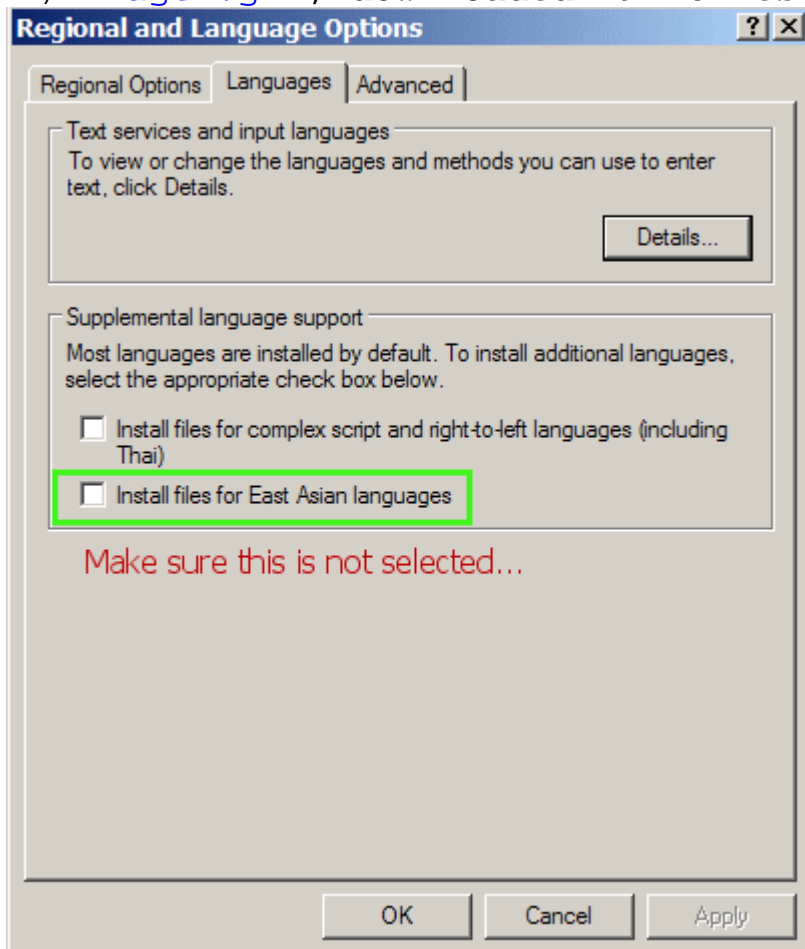 Regional and Language Options
Regional Options Languages Advanced
Text services and input languages
To view or change the languages and methods you can use to enter
text, click Details.
Details...
Supplemental language support
Most languages are installed by default. To install additional languages,
select the appropriate check box below.
Install files for complex script and right-to-left languages (including
Thai)
Install files for East Asian languages
Make sure this is not selected...
OK Cancel Apply